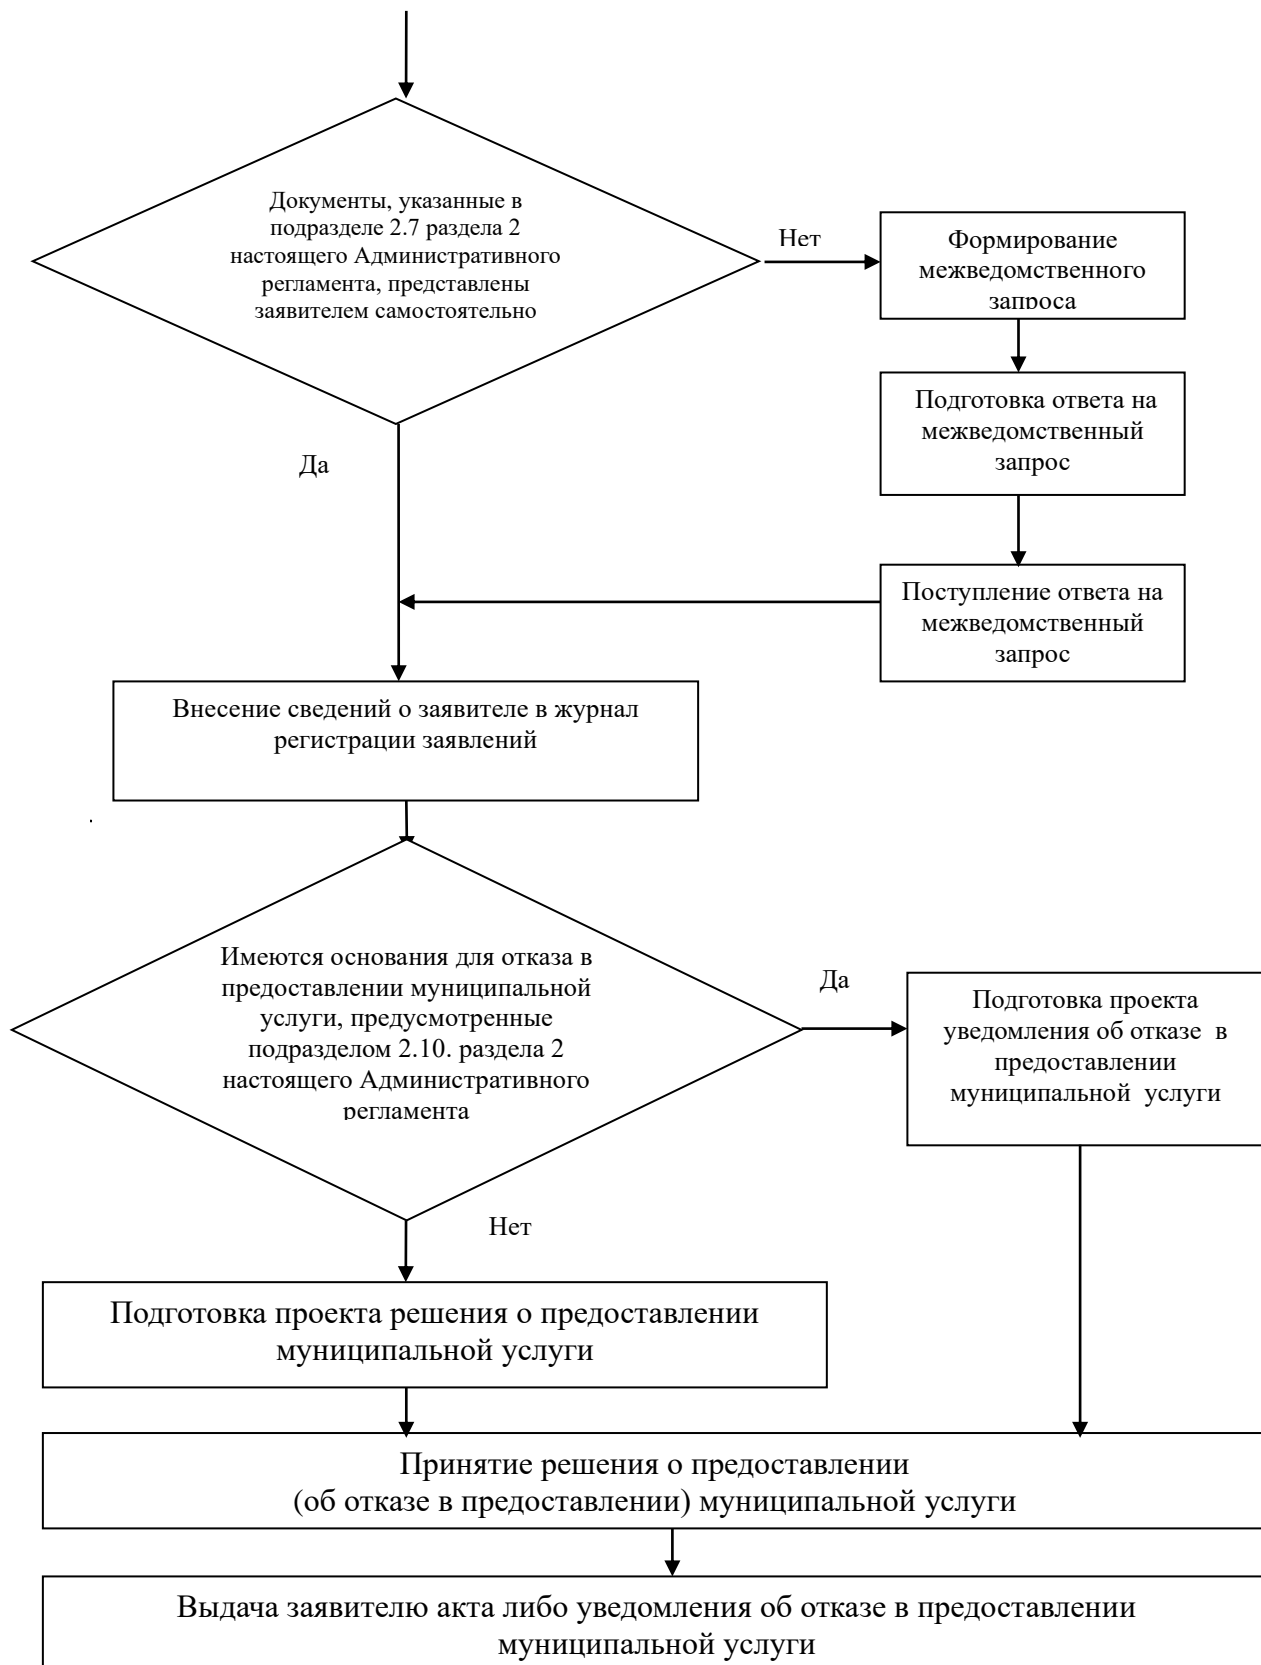 Документы, указанные в
подразделе 2.7 раздела 2
настоящего Административного
регламента, представлены
заявителем самостоятельно
Нет
Формирование
межведомственного
запроса
Подготовка ответа на
межведомственный
запрос
Да
Поступление ответа на
межведомственный
запрос
Внесение сведений о заявителе в журнал
регистрации заявлений
Имеются основания для отказа в
предоставлении муниципальной
услуги, предусмотренные
подразделом 2.10. раздела 2
настоящего Административного
регламента
Да
Подготовка проекта
уведомления об отказе  в
предоставлении
муниципальной  услуги
Нет
Подготовка проекта решения о предоставлении
муниципальной услуги
Принятие решения о предоставлении
(об отказе в предоставлении) муниципальной услуги
Выдача заявителю акта либо уведомления об отказе в предоставлении
муниципальной услуги